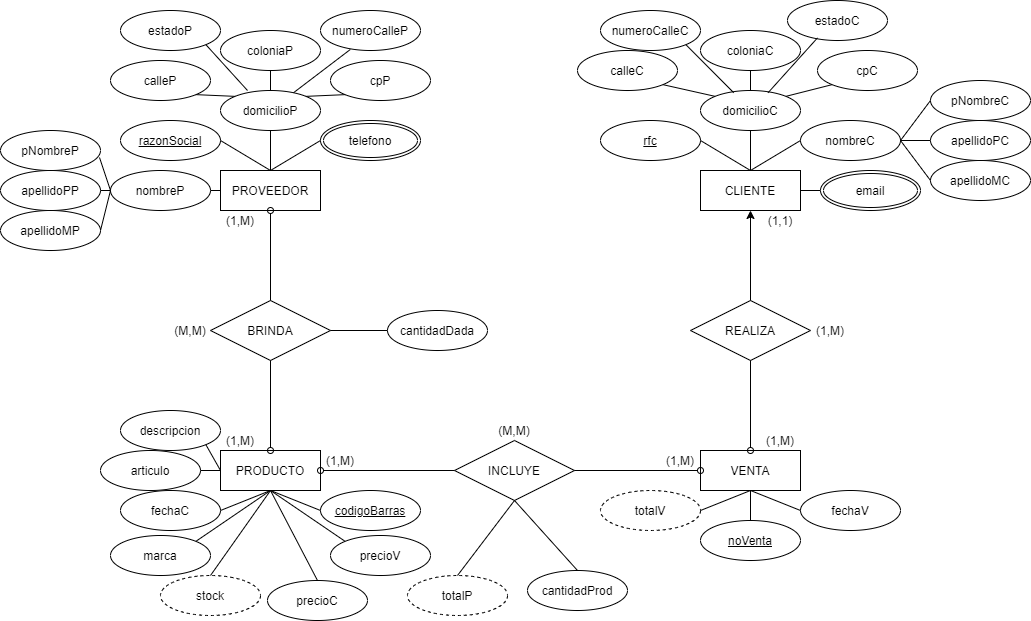 estadoP
coloniaP
numeroCalleP
calleP
cpP
domicilioP
razonSocial
telefono
pNombreP
apellidoPP
apellidoMP
nombreP
PROVEEDOR
(1,M)
numeroCalleC
coloniaC
estadoC
calleC
cpC
domicilioC
rfc
nombreC
pNombreC
apellidoPC
apellidoMC
CLIENTE
email
(1,1)
(M,M)
BRINDA
cantidadDada
REALIZA
(1,M)
descripcion
(1,M)
articulo
PRODUCTO
(1,M)
(M,M)
INCLUYE
(1,M)
(1,M)
VENTA
fechaC
codigoBarras
marca
precioV
stock
precioC
totalP
cantidadProd
totalV
noVenta
fechaV